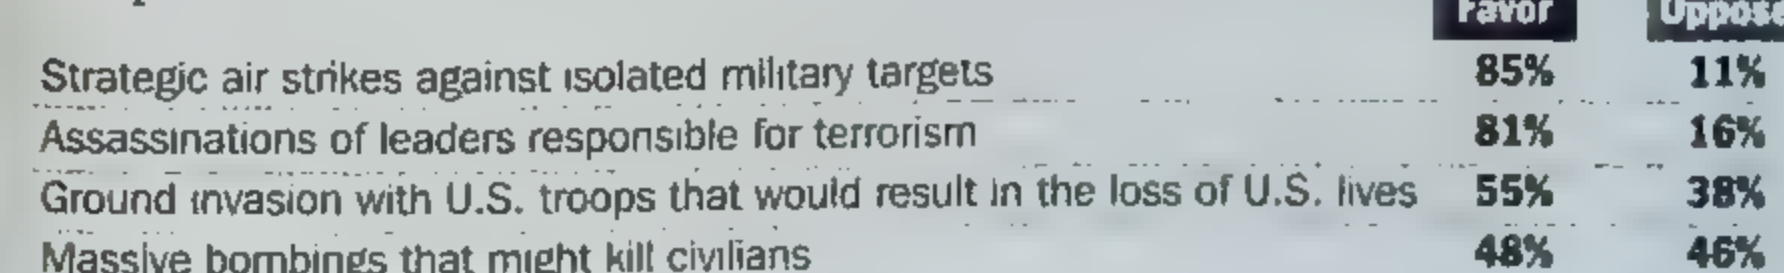 Favor Oppose
Strategic air strikes against isolated military targets 85% 11%
Assassinations of leaders responsible for terrorism 81% 16%
Ground invasion with U.S. troops that would result in the loss of U.S. lives 55% 38%
Massive bombings that might kill civilians 48% 46%